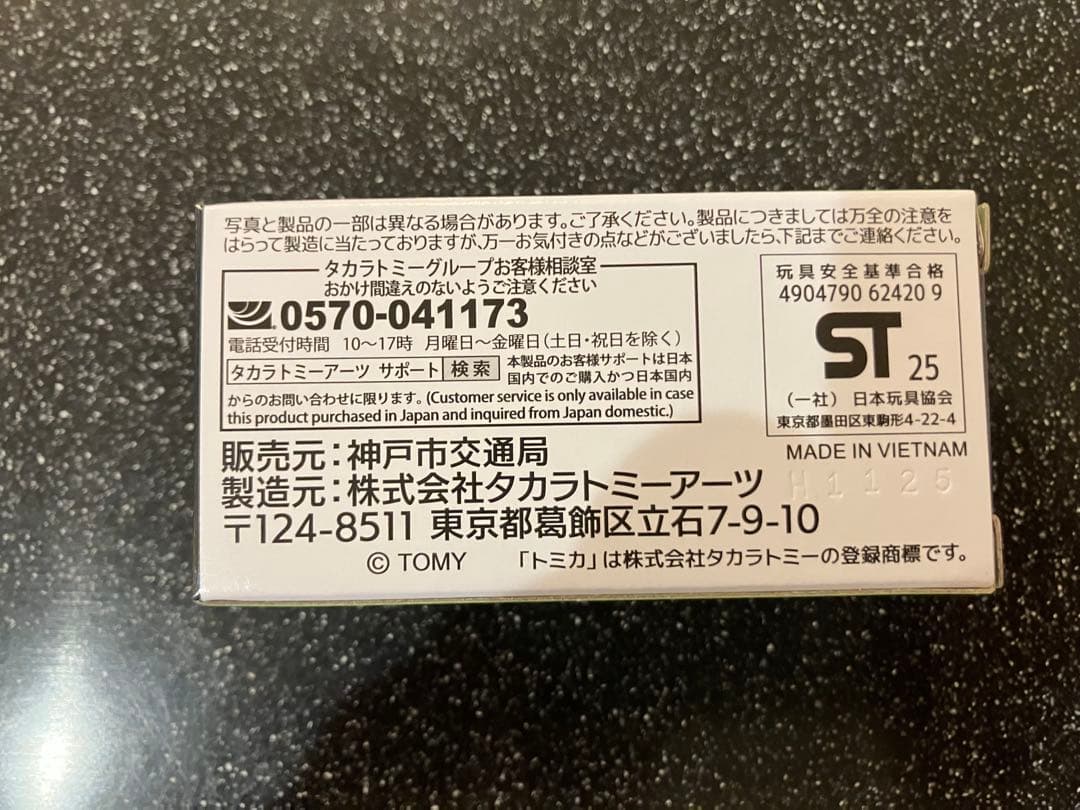 写真と製品の一部は異なる場合があります。ご了承ください。製品につきましては万全の注意を
はらって製造に当たっておりますが、万一お気付きの点などがございましたら、下記までご連絡ください。
タカラトミーグループお客様相談室
おかけ間違えのないようご注意ください
0570-041173
電話受付時間 10〜17時 月曜日〜金曜日(土日・祝日を除く)
タカラトミーアーツ サポート 検索 本製品のお客様サポートは日本
国内でのご購入かつ日本国内
からのお問い合わせに限ります。(Customer service is only available in case
this product purchased in Japan and inquired from Japan domestic.)
玩具安全基準合格
4904790 62420 9
ST 25
(一社) 日本玩具協会
東京都墨田区東駒形4-22-4
MADE IN VIETNAM
販売元:神戸市交通局
製造元:株式会社タカラトミーアーツ
H1125
〒124-8511 東京都葛飾区立石7-9-10
© TOMY 「トミカ」は株式会社タカラトミーの登録商標です。